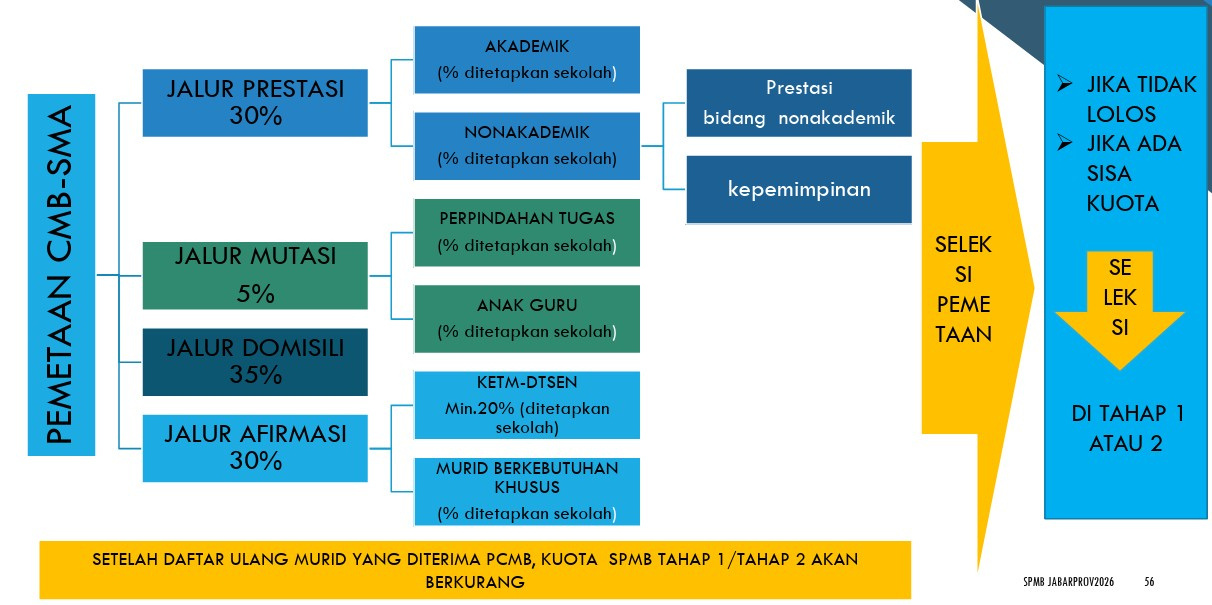 PEMETAAN CMB-SMA
JALUR PRESTASI
30%
AKADEMIK
(% ditetapkan sekolah)
NONAKADEMIK
(% ditetapkan sekolah)
Prestasi
bidang nonakademik
kepemimpinan
JALUR MUTASI
5%
PERPINDAHAN TUGAS
(% ditetapkan sekolah)
ANAK GURU
(% ditetapkan sekolah)
JALUR DOMISILI
35%
JALUR AFIRMASI
30%
KETM-DTSEN
Min.20% (ditetapkan
sekolah)
MURID BERKEBUTUHAN
KHUSUS
(% ditetapkan sekolah)
SELEK
SI
PEME
TAAN
➢ JIKA TIDAK
LOLOS
➢ JIKA ADA
SISA
KUOTA
SE
LEK
SI
DI TAHAP 1
ATAU 2
SETELAH DAFTAR ULANG MURID YANG DITERIMA PCMB, KUOTA SPMB TAHAP 1/TAHAP 2 AKAN
BERKURANG
SPMB JABARPROV2026 56